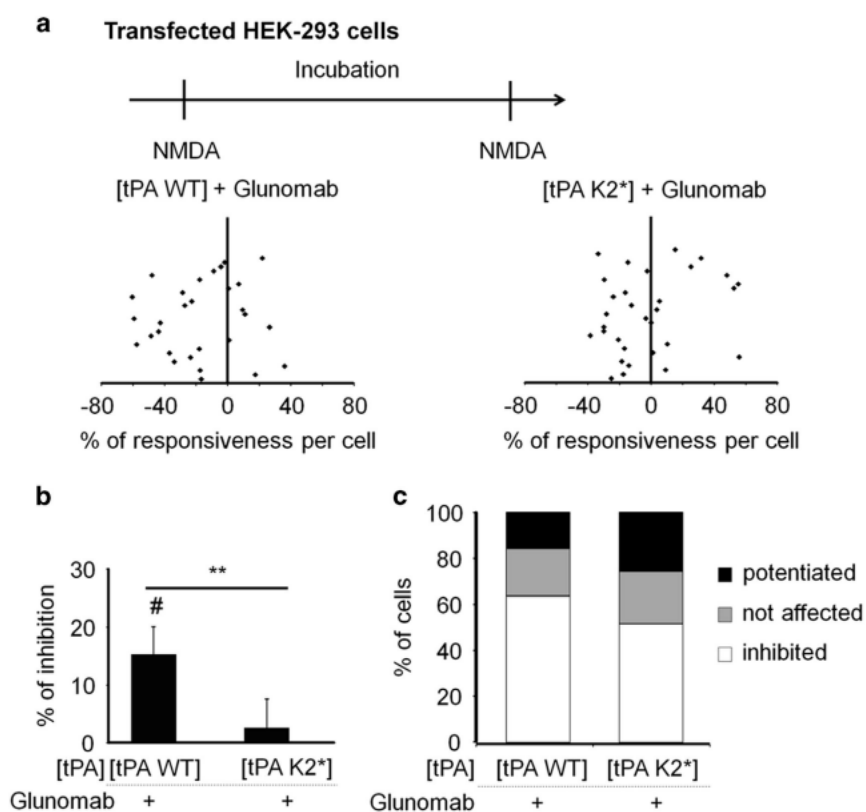 a Transfected HEK-293 cells
Incubation
NMDA NMDA
[tPA WT] + Glunomab [tPA K2*] + Glunomab
-80 -40 0 40 80 -80 -40 0 40 80
% of responsiveness per cell % of responsiveness per cell
b c
100
30 80
** potentiated
# 60
20 not affected
40
10 inhibited
20
0 0
% of inhibition % of cells
[tPA] [tPA WT] [tPA K2*] [tPA] [tPA WT] [tPA K2*]
Glunomab + + Glunomab + +